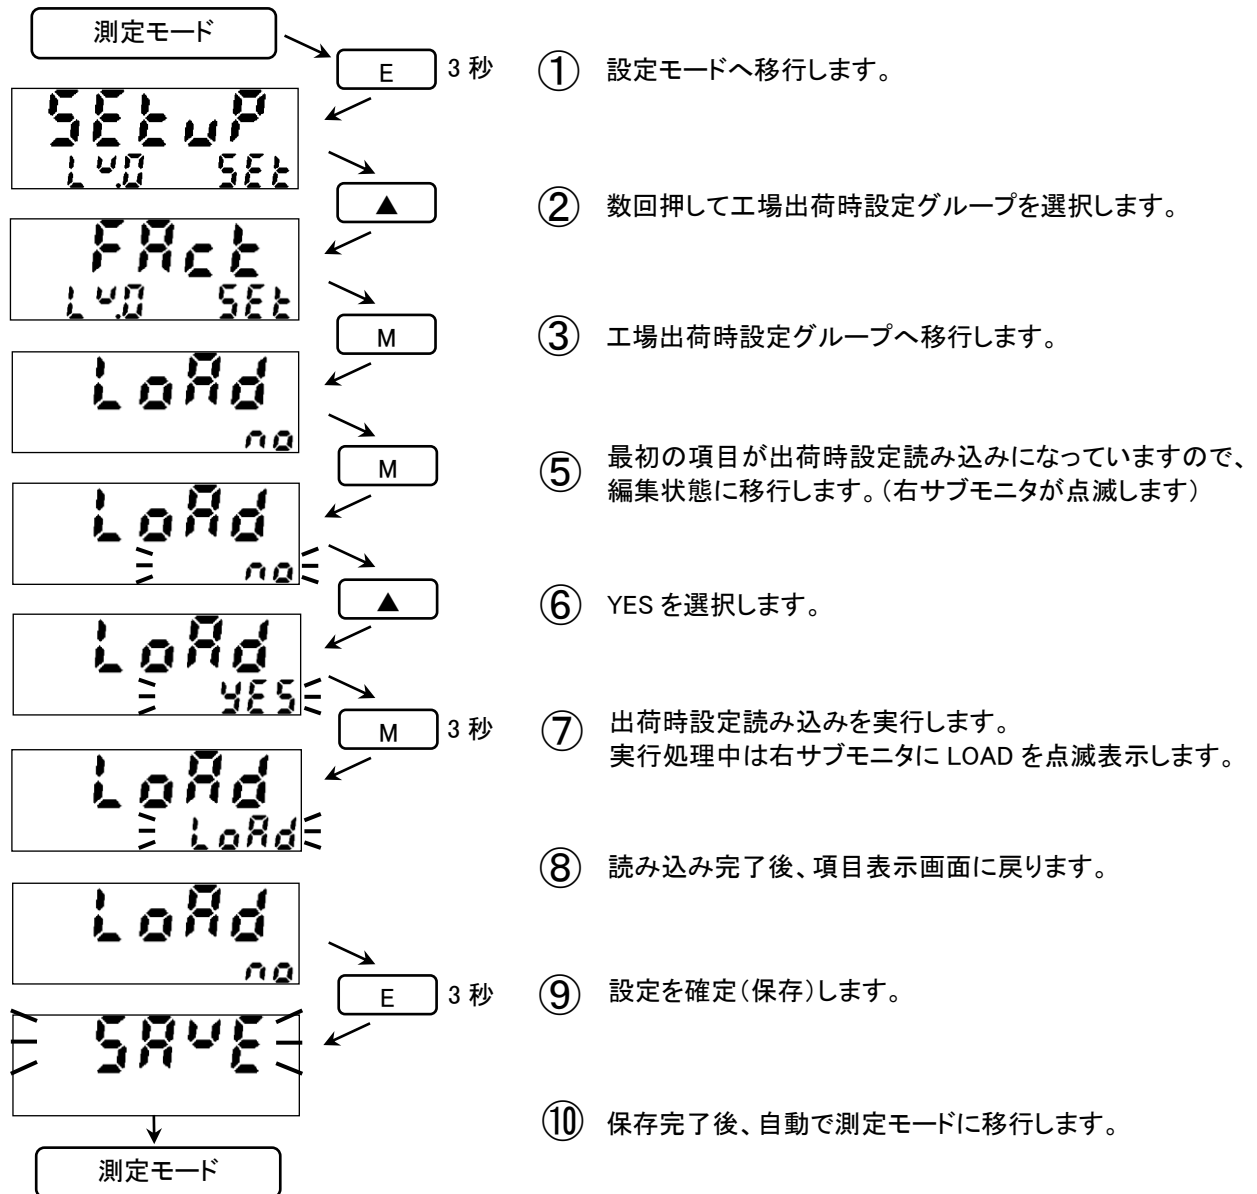 測定モード
E 3 秒 ① 設定モードへ移行します。
SEtuP
Lv.0 SEt
▲ ② 数回押して工場出荷時設定グループを選択します。
FAct
Lv.0 SEt
M ③ 工場出荷時設定グループへ移行します。
LoAd
no
M ⑤ 最初の項目が出荷時設定読み込みになっていますので、
編集状態に移行します。(右サブモニタが点滅します)
LoAd
no
▲ ⑥ YES を選択します。
LoAd
YES
M 3 秒 ⑦ 出荷時設定読み込みを実行します。
実行処理中は右サブモニタに LOAD を点滅表示します。
LoAd
LoAd
⑧ 読み込み完了後、項目表示画面に戻ります。
LoAd
no
E 3 秒 ⑨ 設定を確定(保存)します。
SAvE
⑩ 保存完了後、自動で測定モードに移行します。
測定モード